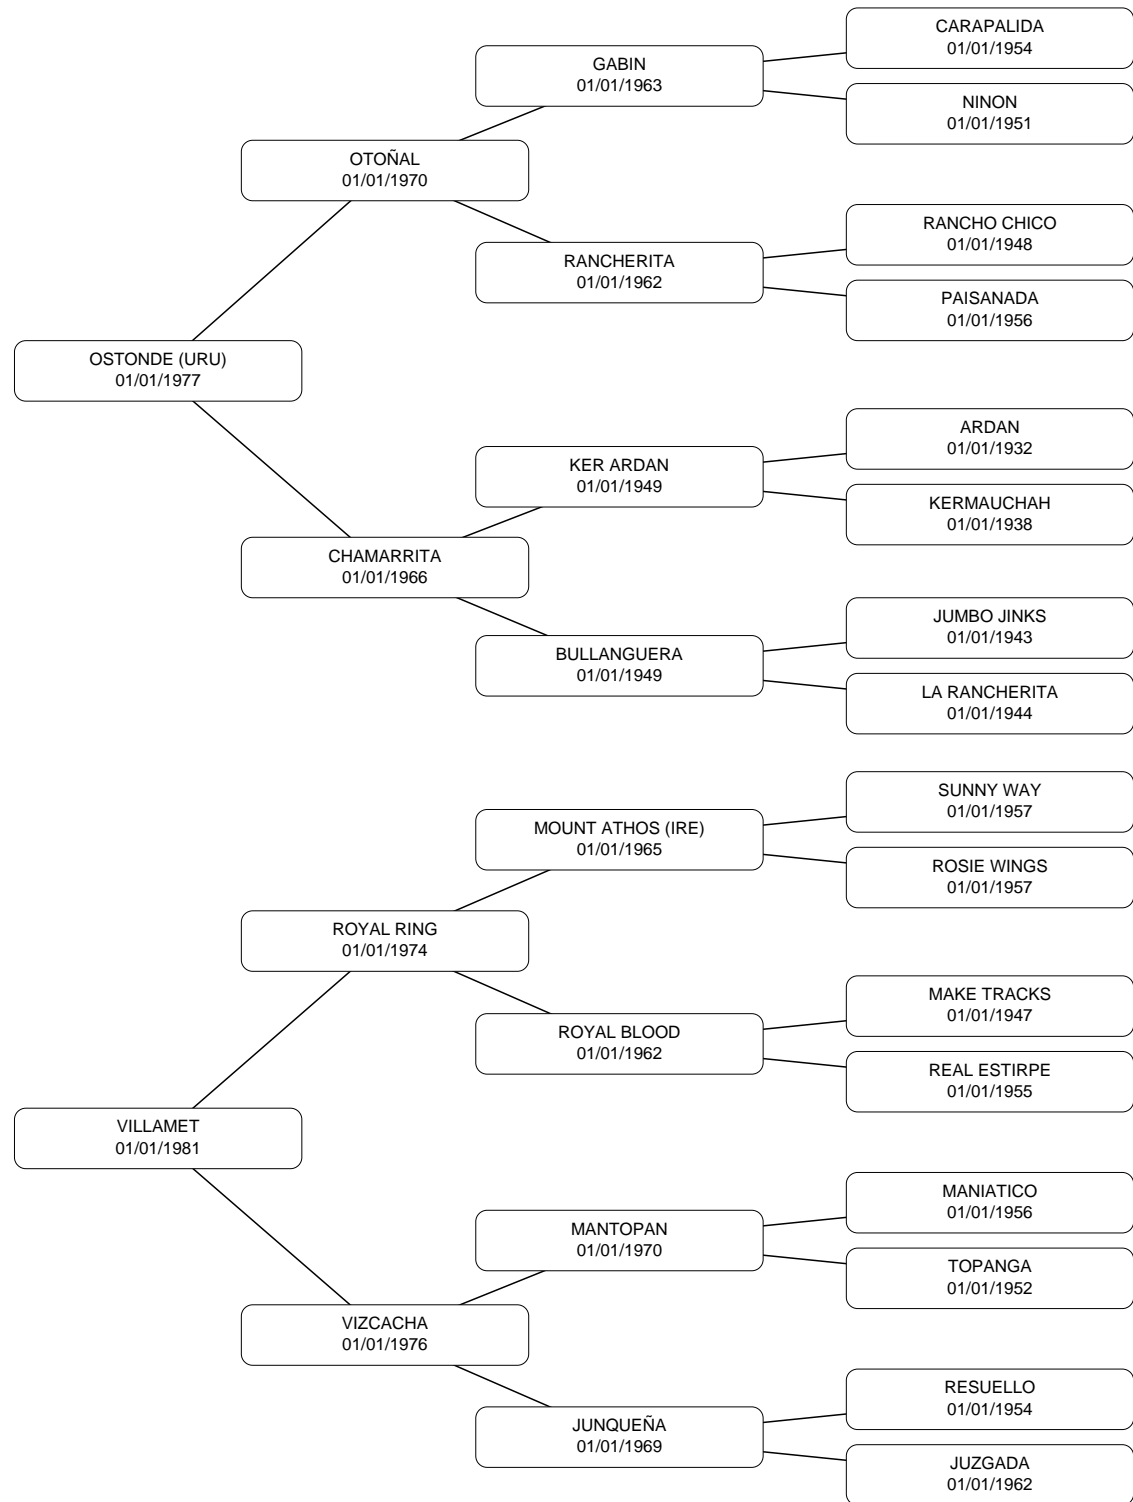 CARAPALIDA
01/01/1954
GABIN
01/01/1963
NINON
01/01/1951
OTOÑAL
01/01/1970
RANCHO CHICO
01/01/1948
RANCHERITA
01/01/1962
PAISANADA
01/01/1956
OSTONDE (URU)
01/01/1977
ARDAN
01/01/1932
KER ARDAN
01/01/1949
KERMAUCHAH
01/01/1938
CHAMARRITA
01/01/1966
JUMBO JINKS
01/01/1943
BULLANGUERA
01/01/1949
LA RANCHERITA
01/01/1944
SUNNY WAY
01/01/1957
MOUNT ATHOS (IRE)
01/01/1965
ROSIE WINGS
01/01/1957
ROYAL RING
01/01/1974
MAKE TRACKS
01/01/1947
ROYAL BLOOD
01/01/1962
REAL ESTIRPE
01/01/1955
VILLAMET
01/01/1981
MANIATICO
01/01/1956
MANTOPAN
01/01/1970
TOPANGA
01/01/1952
VIZCACHA
01/01/1976
RESUELLO
01/01/1954
JUNQUEÑA
01/01/1969
JUZGADA
01/01/1962